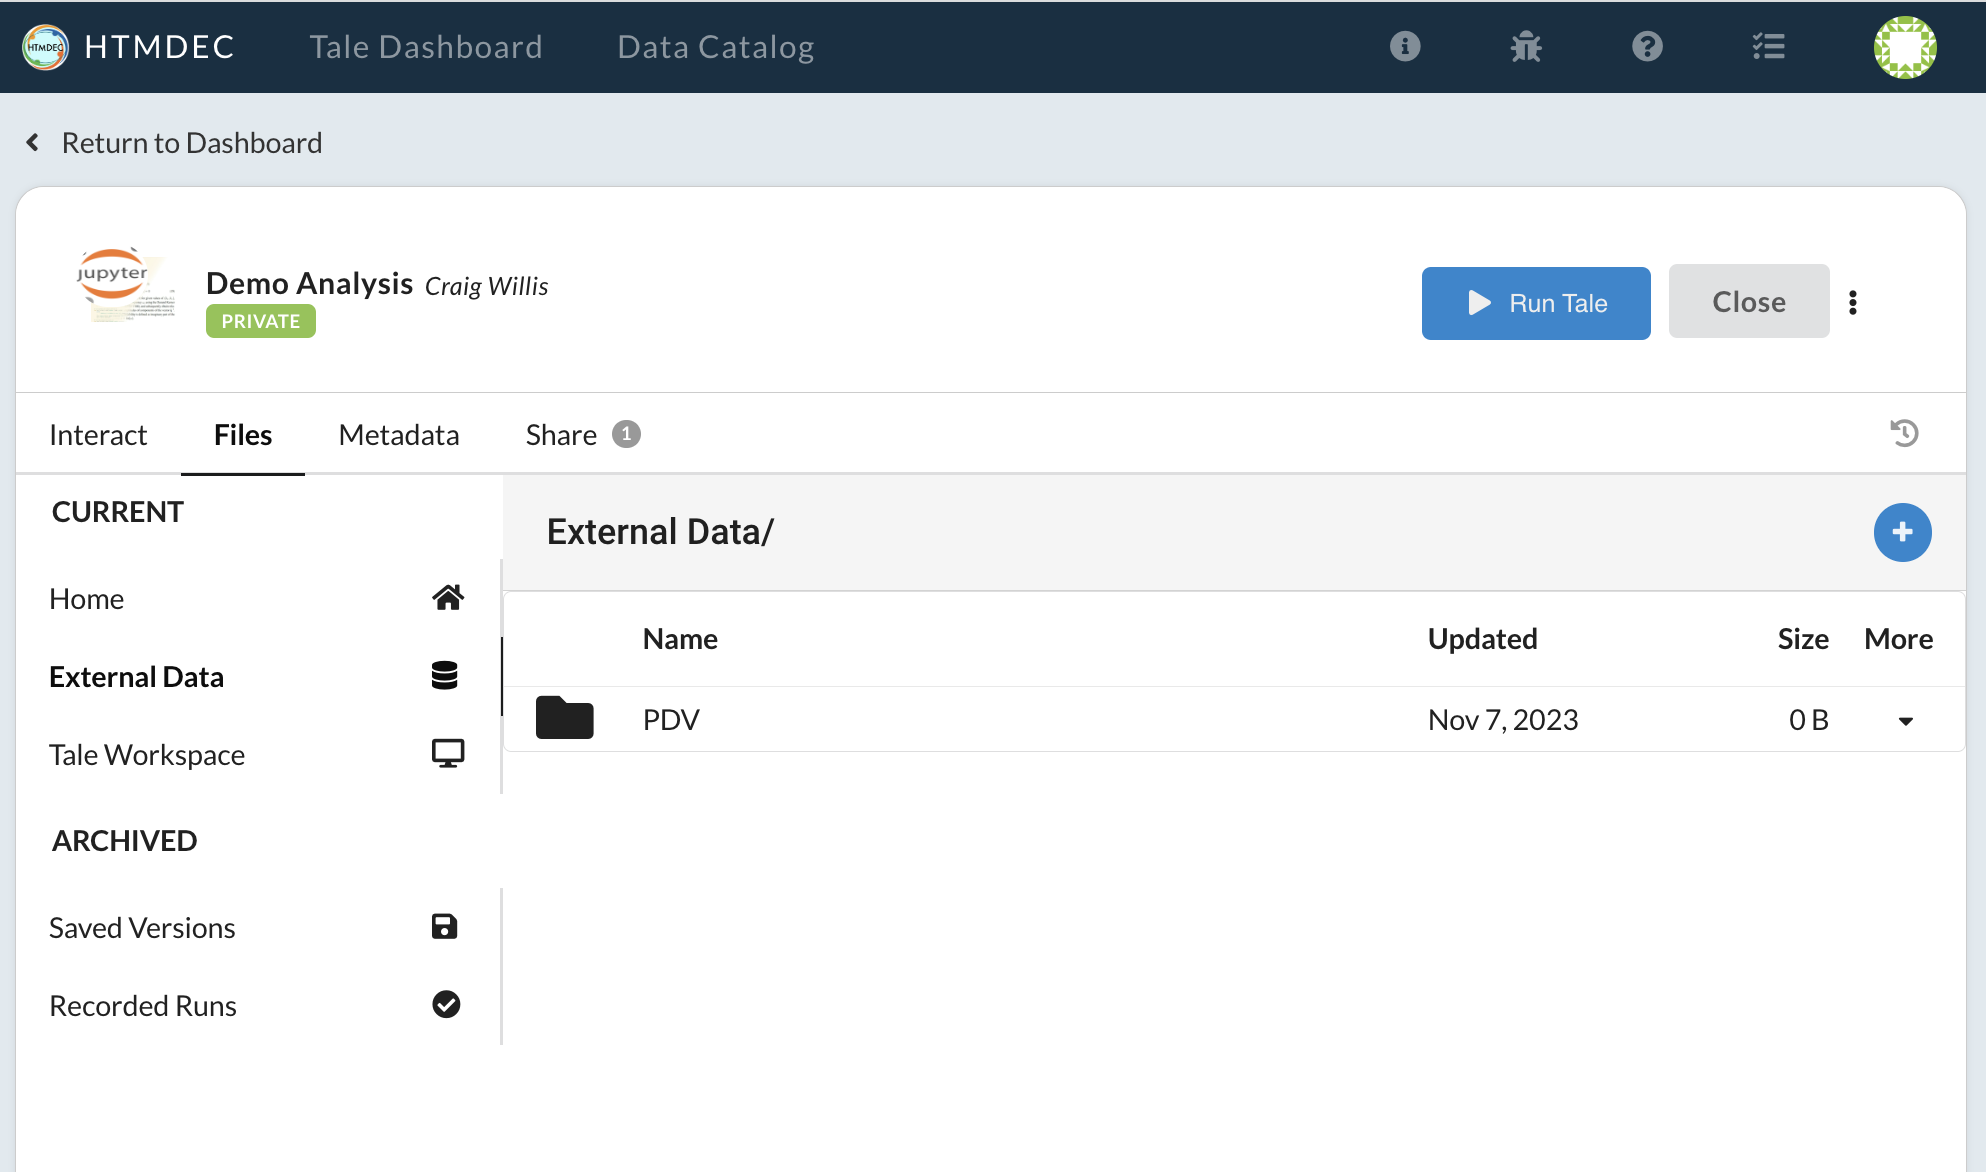 HTMDEC HTMDEC Tale Dashboard Data Catalog
Return to Dashboard
jupyter
Demo Analysis Craig Willis
PRIVATE
Run Tale
Close
Interact Files Metadata Share 1
CURRENT
Home
External Data
Tale Workspace
ARCHIVED
Saved Versions
Recorded Runs
External Data/
Name Updated Size More
PDV Nov 7, 2023 0 B